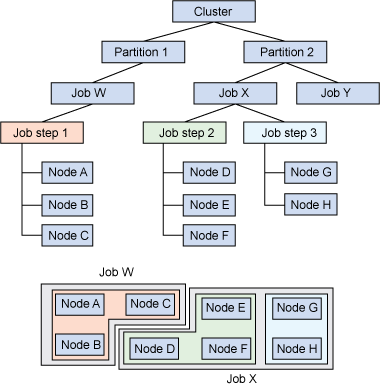 Cluster
Partition 1 Partition 2
Job W Job X Job Y
Job step 1 Job step 2 Job step 3
Node A Node D Node G
Node B Node E Node H
Node C Node F
Job W
Node A Node C Node E Node G
Node B Node D Node F Node H
Job X